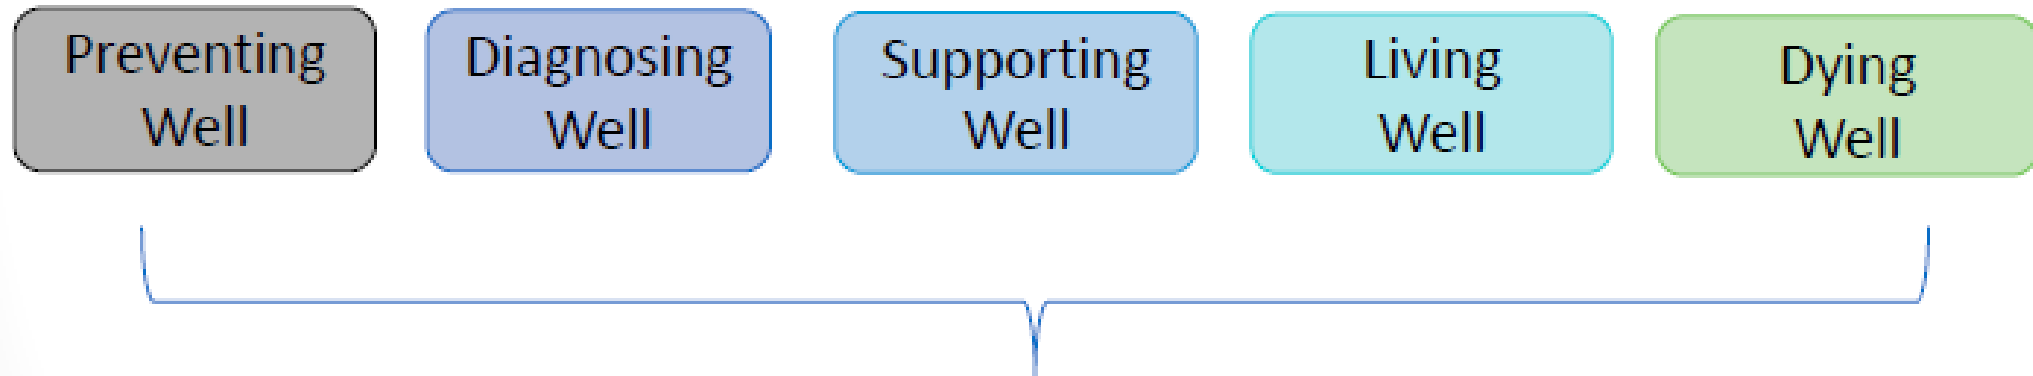 Preventing
Well
Diagnosing
Well
Supporting
Well
Living
Well
Dying
Well